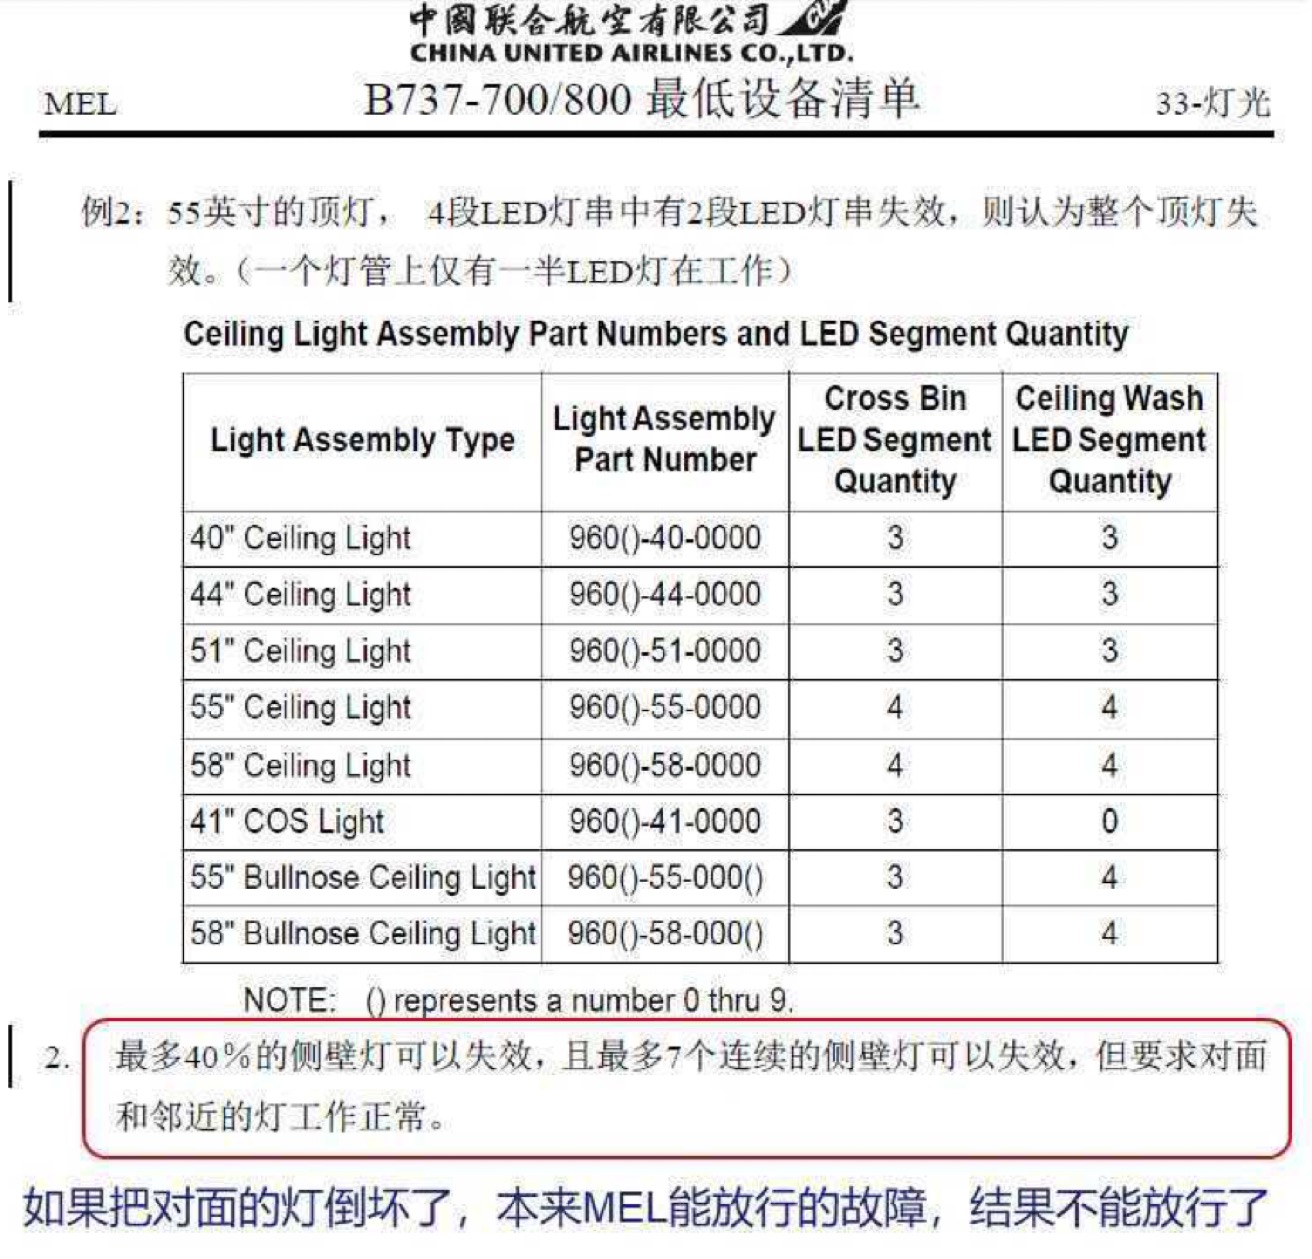 中國联合航空有限公司 CUA
CHINA UNITED AIRLINES CO.,LTD.
MEL B737-700/800 最低设备清单 33-灯光
例2：55英寸的顶灯， 4段LED灯串中有2段LED灯串失效，则认为整个顶灯失
效。（一个灯管上仅有一半LED灯在工作）
Ceiling Light Assembly Part Numbers and LED Segment Quantity
Light Assembly Type Light Assembly Part Number Cross Bin LED Segment Quantity Ceiling Wash LED Segment Quantity
40" Ceiling Light 960()-40-0000 3 3
44" Ceiling Light 960()-44-0000 3 3
51" Ceiling Light 960()-51-0000 3 3
55" Ceiling Light 960()-55-0000 4 4
58" Ceiling Light 960()-58-0000 4 4
41" COS Light 960()-41-0000 3 0
55" Bullnose Ceiling Light 960()-55-000() 3 4
58" Bullnose Ceiling Light 960()-58-000() 3 4
NOTE: () represents a number 0 thru 9.
2. 最多40%的侧壁灯可以失效，且最多7个连续的侧壁灯可以失效，但要求对面
和邻近的灯工作正常。
如果把对面的灯倒坏了，本来MEL能放行的故障，结果不能放行了